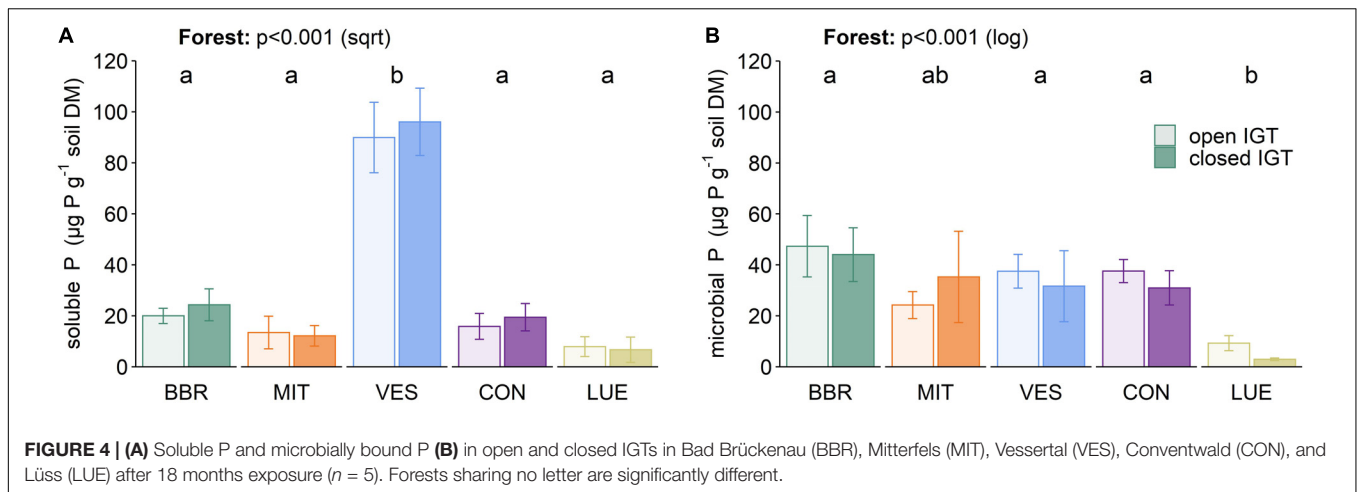 A
Forest: p<0.001 (sqrt)
soluble P (µg P g⁻¹ soil DM)
120
100
80
60
40
20
0
a a b a a
BBR MIT VES CON LUE
B
Forest: p<0.001 (log)
microbial P (µg P g⁻¹ soil DM)
120
100
80
60
40
20
0
a ab a a b
open IGT
closed IGT
BBR MIT VES CON LUE
FIGURE 4 | (A) Soluble P and microbially bound P (B) in open and closed IGTs in Bad Brückenau (BBR), Mitterfels (MIT), Vessertal (VES), Conventwald (CON), and
Lüss (LUE) after 18 months exposure (n = 5). Forests sharing no letter are significantly different.